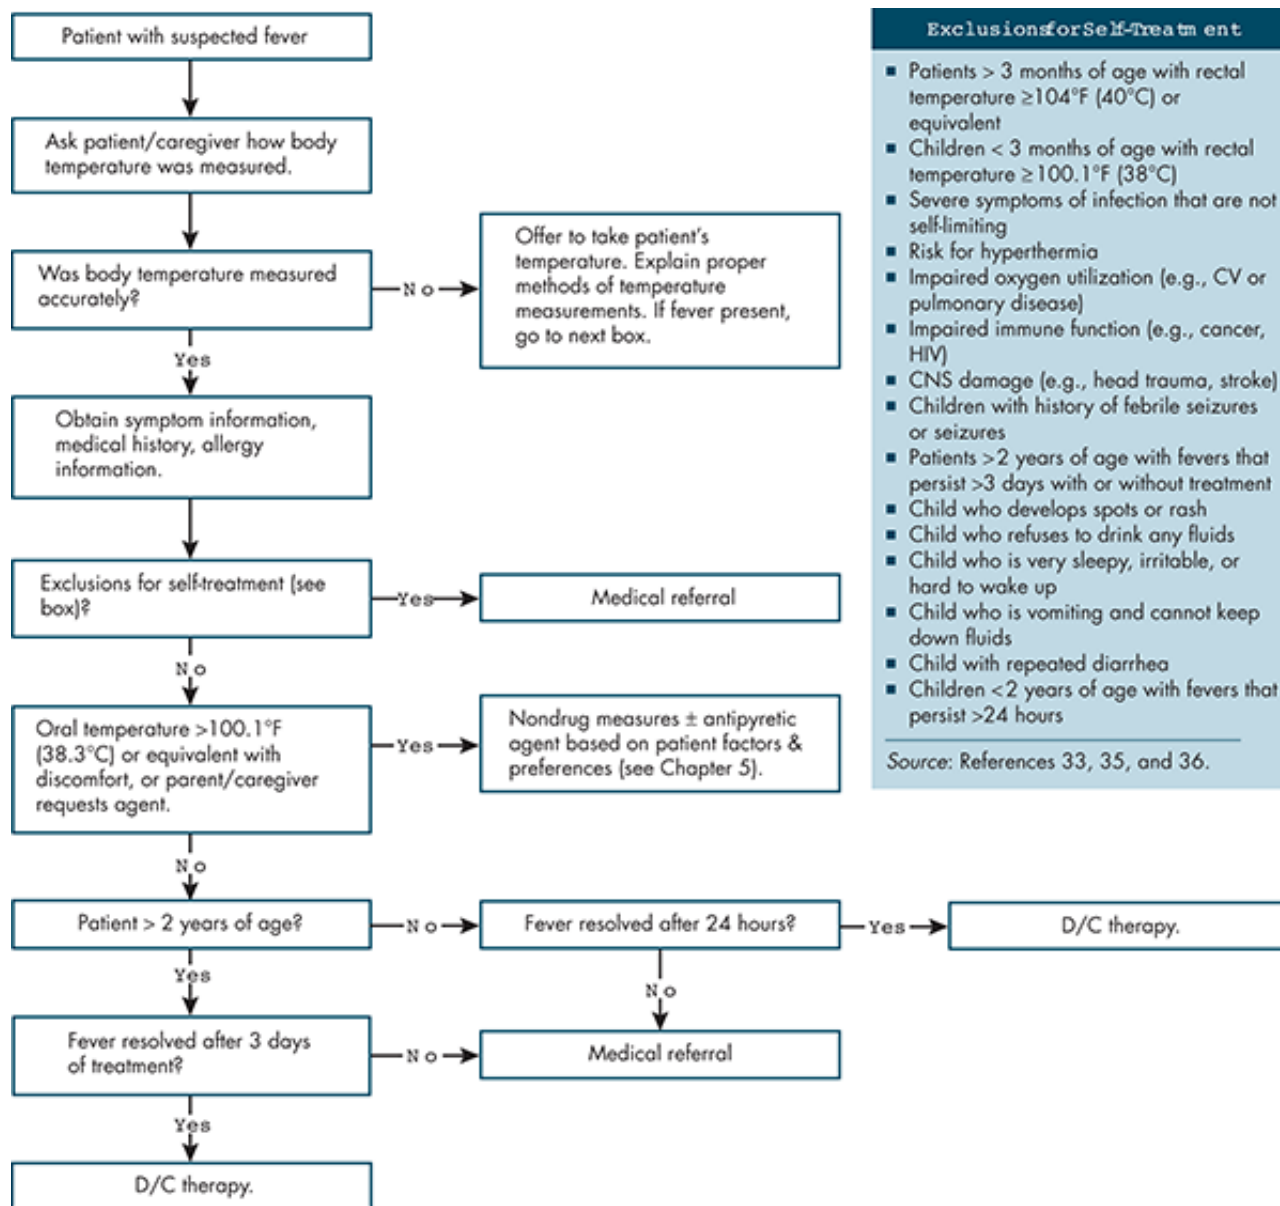 Patient with suspected fever
Ask patient/caregiver how body
temperature was measured.
Was body temperature measured
accurately?
No
Offer to take patient's
temperature. Explain proper
methods of temperature
measurements. If fever present,
go to next box.
Yes
Obtain symptom information,
medical history, allergy
information.
Exclusions for self-treatment (see
box)?
Yes
Medical referral
No
Oral temperature >100.1°F
(38.3°C) or equivalent with
discomfort, or parent/caregiver
requests agent.
Yes
Nondrug measures ± antipyretic
agent based on patient factors &
preferences (see Chapter 5).
No
Patient > 2 years of age?
No
Fever resolved after 24 hours?
Yes
D/C therapy.
Yes
No
Fever resolved after 3 days
of treatment?
No
Medical referral
Yes
D/C therapy.
Exclusions for Self-Treatment
▪ Patients > 3 months of age with rectal
temperature ≥104°F (40°C) or
equivalent
▪ Children < 3 months of age with rectal
temperature ≥100.1°F (38°C)
▪ Severe symptoms of infection that are not
self-limiting
▪ Risk for hyperthermia
▪ Impaired oxygen utilization (e.g., CV or
pulmonary disease)
▪ Impaired immune function (e.g., cancer,
HIV)
▪ CNS damage (e.g., head trauma, stroke)
▪ Children with history of febrile seizures
or seizures
▪ Patients >2 years of age with fevers that
persist >3 days with or without treatment
▪ Child who develops spots or rash
▪ Child who refuses to drink any fluids
▪ Child who is very sleepy, irritable, or
hard to wake up
▪ Child who is vomiting and cannot keep
down fluids
▪ Child with repeated diarrhea
▪ Children <2 years of age with fevers that
persist >24 hours
Source: References 33, 35, and 36.